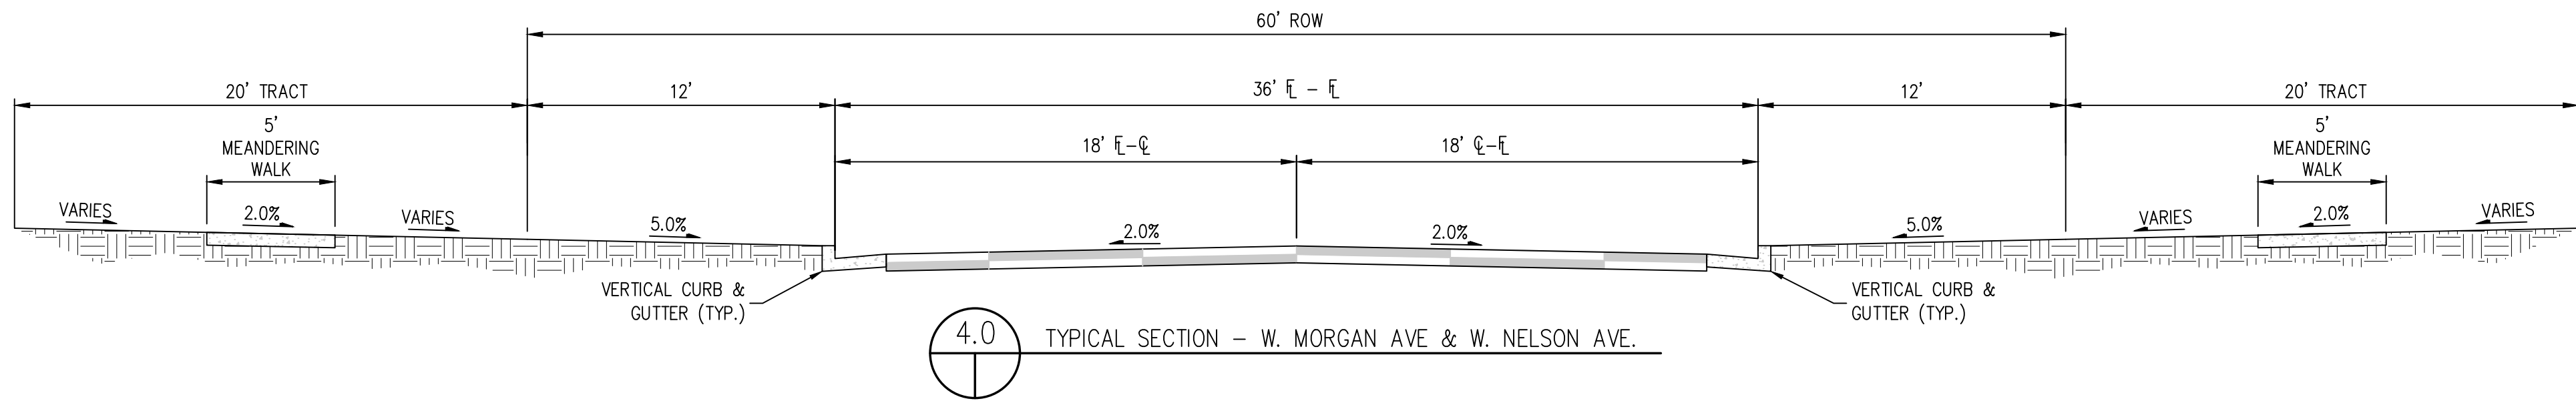 60' ROW
20' TRACT
12'
36' FL - FL
12'
20' TRACT
5'
MEANDERING
WALK
18' FL-CL
18' CL-FL
5'
MEANDERING
WALK
VARIES
2.0%
VARIES
5.0%
2.0%
2.0%
5.0%
VARIES
2.0%
VARIES
VERTICAL CURB &
GUTTER (TYP.)
VERTICAL CURB &
GUTTER (TYP.)
4.0
TYPICAL SECTION - W. MORGAN AVE & W. NELSON AVE.